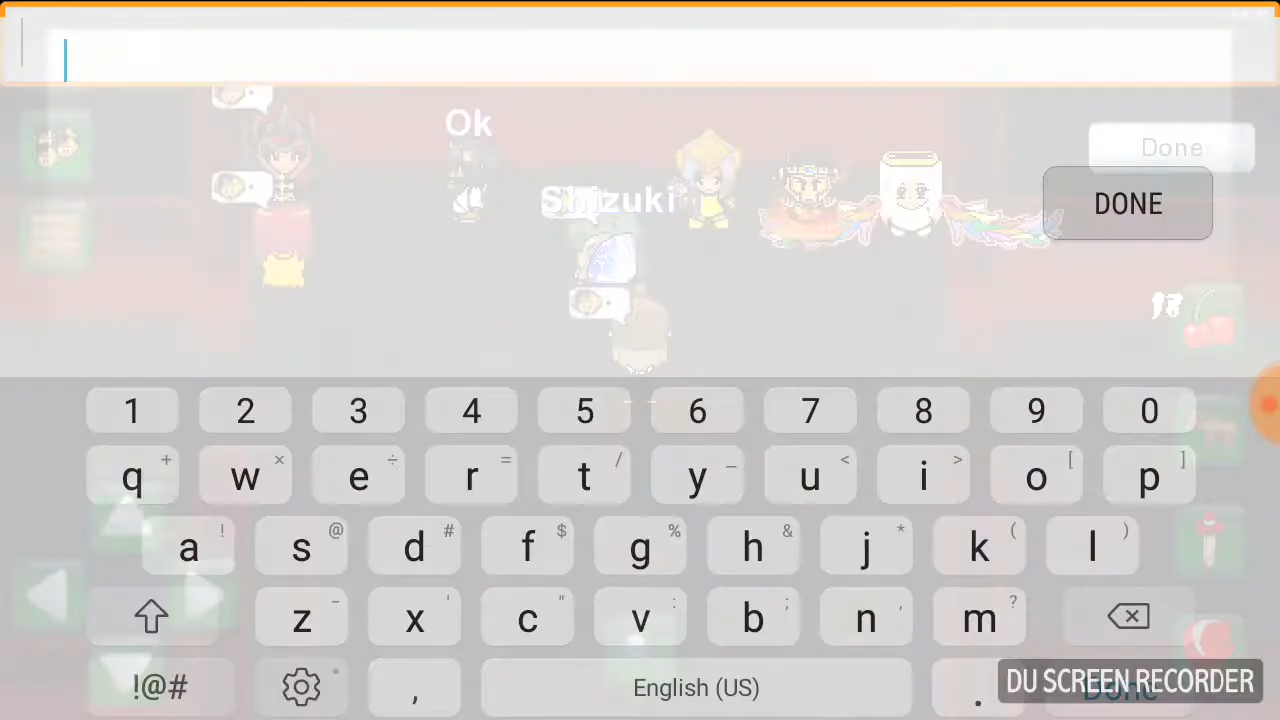 Ok
Done
Shizuki
DONE
1 2 3 4 5 6 7 8 9 0
+ × ÷ = / _ < > [ ]
q w e r t y u i o p
! @ # $ % & * ( )
a s d f g h j k l
- ' " : ; , ?
z x c v b n m
!@# , English (US) . Done
DU SCREEN RECORDER